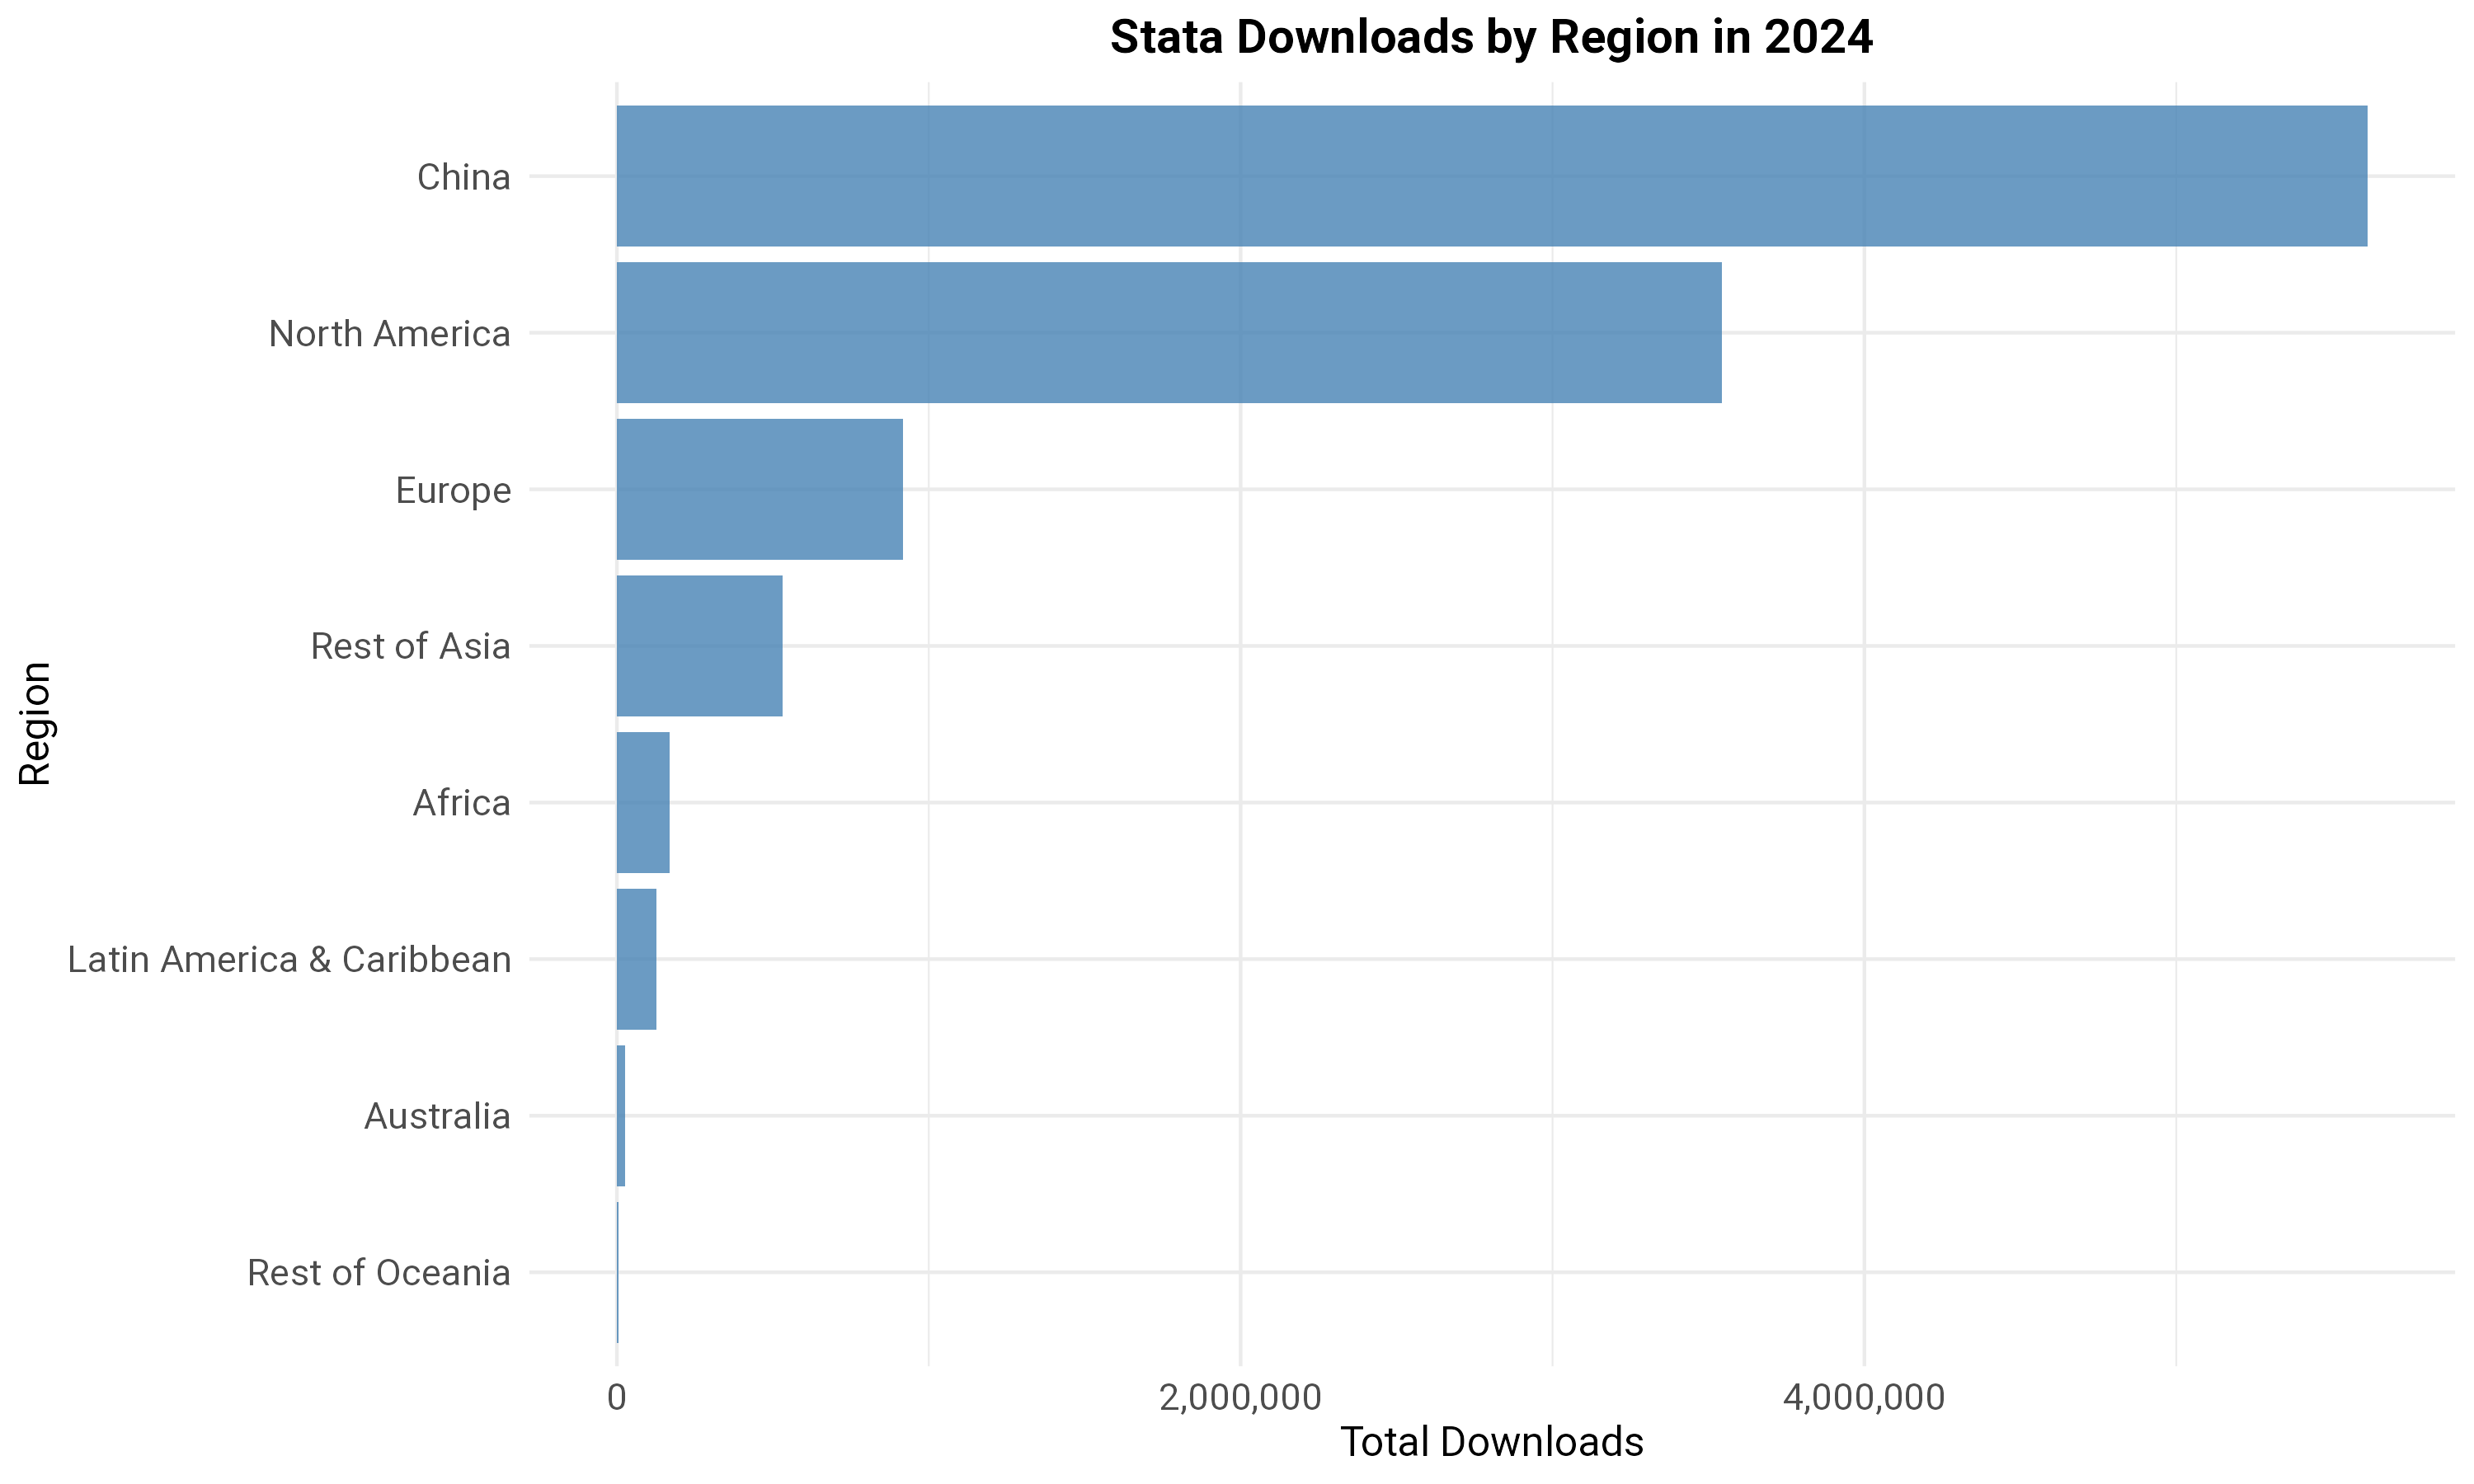 Stata Downloads by Region in 2024
China
North America
Europe
Rest of Asia
Africa
Latin America & Caribbean
Australia
Rest of Oceania
Region
0
2,000,000
4,000,000
Total Downloads